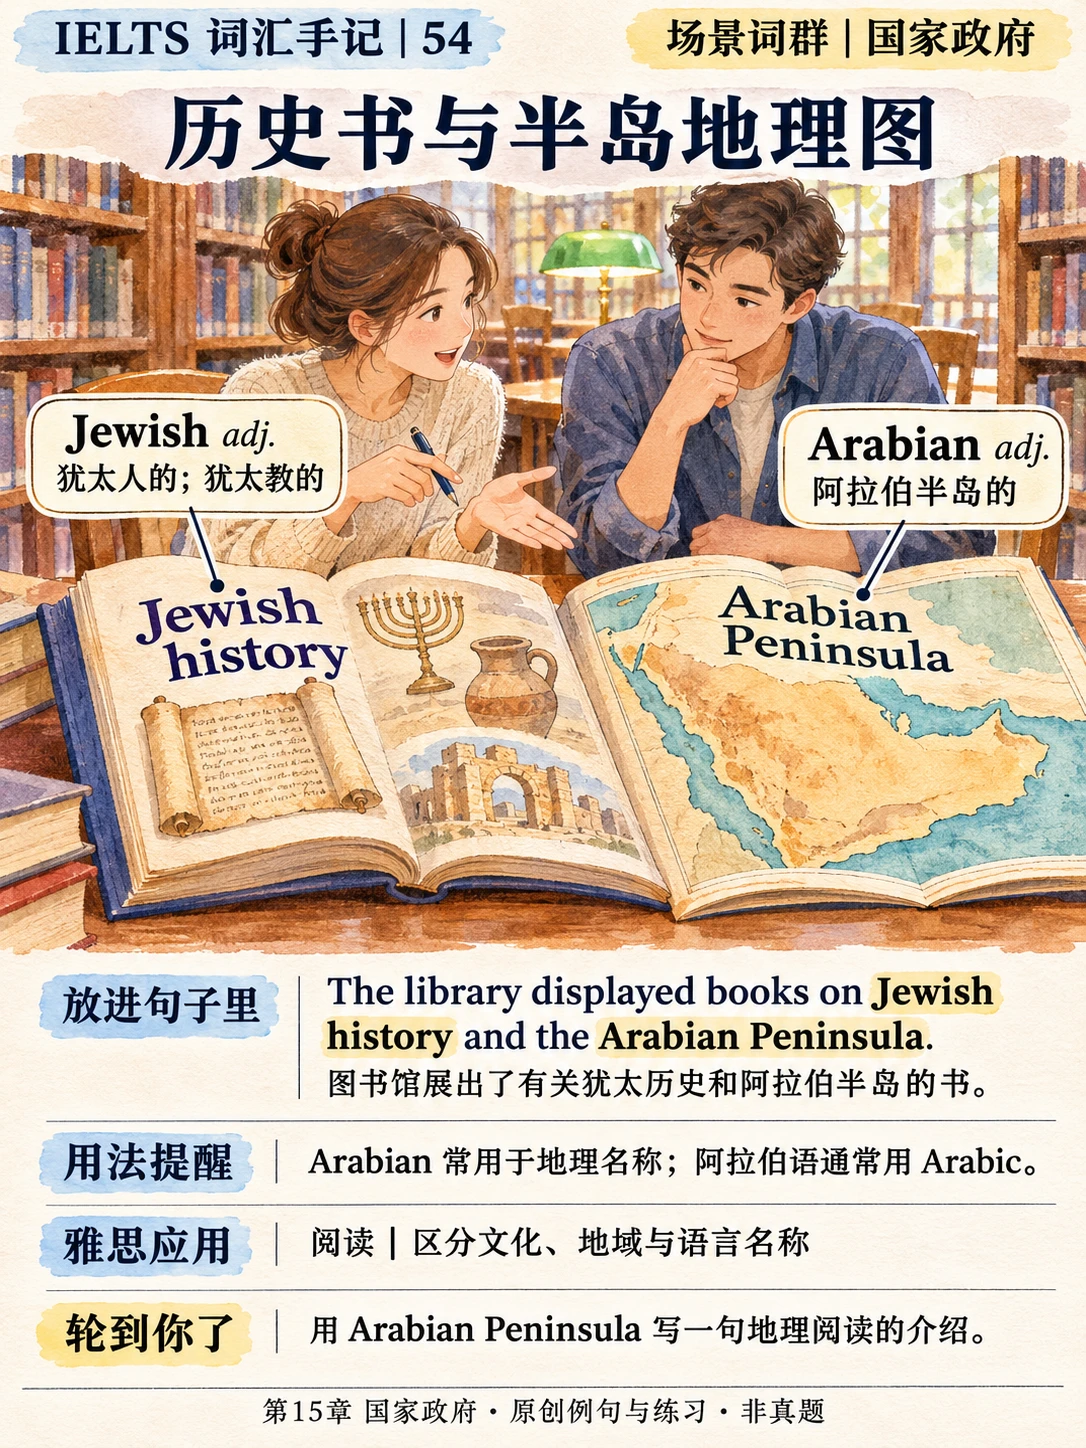 IELTS 词汇手记 | 54
场景词群 | 国家政府
历史书与半岛地理图
Jewish adj.
犹太人的；犹太教的
Arabian adj.
阿拉伯半岛的
Jewish
history
Arabian
Peninsula
放进句子里
The library displayed books on Jewish
history and the Arabian Peninsula.
图书馆展出了有关犹太历史和阿拉伯半岛的书。
用法提醒
Arabian 常用于地理名称；阿拉伯语通常用 Arabic。
雅思应用
阅读 | 区分文化、地域与语言名称
轮到你了
用 Arabian Peninsula 写一句地理阅读的介绍。
第15章 国家政府 · 原创例句与练习 · 非真题